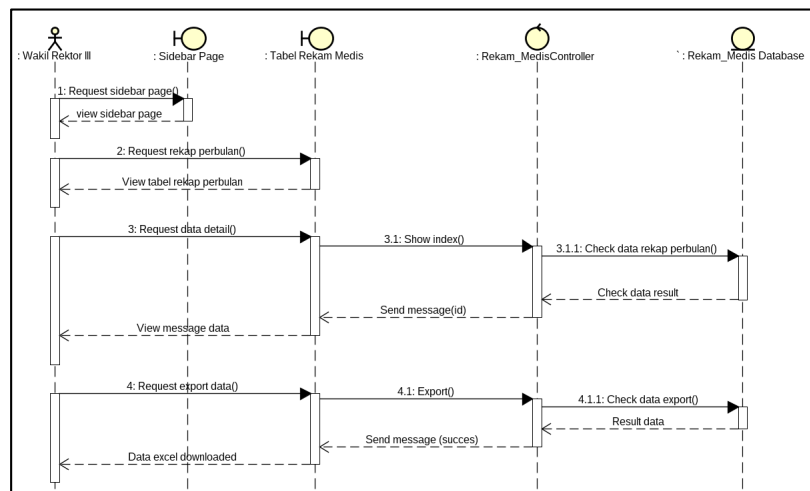 : Wakil Rektor III
: Sidebar Page
: Tabel Rekam Medis
: Rekam_MedisController
` : Rekam_Medis Database
1: Request sidebar page()
view sidebar page
2: Request rekap perbulan()
View tabel rekap perbulan
3: Request data detail()
3.1: Show index()
3.1.1: Check data rekap perbulan()
Check data result
Send message(id)
View message data
4: Request export data()
4.1: Export()
4.1.1: Check data export()
Result data
Send message (succes)
Data excel downloaded